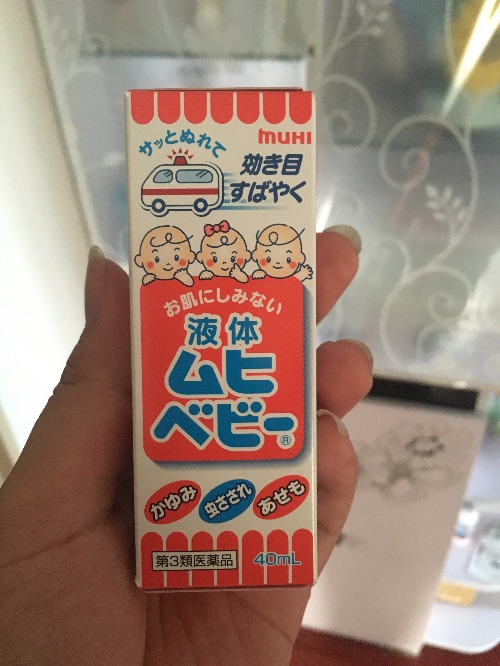 MUHI
サッとぬれて
効き目
すばやく
お肌にしみない
液体
ムヒ
ベビー®
かゆみ
虫さされ
あせも
第3類医薬品
40mL